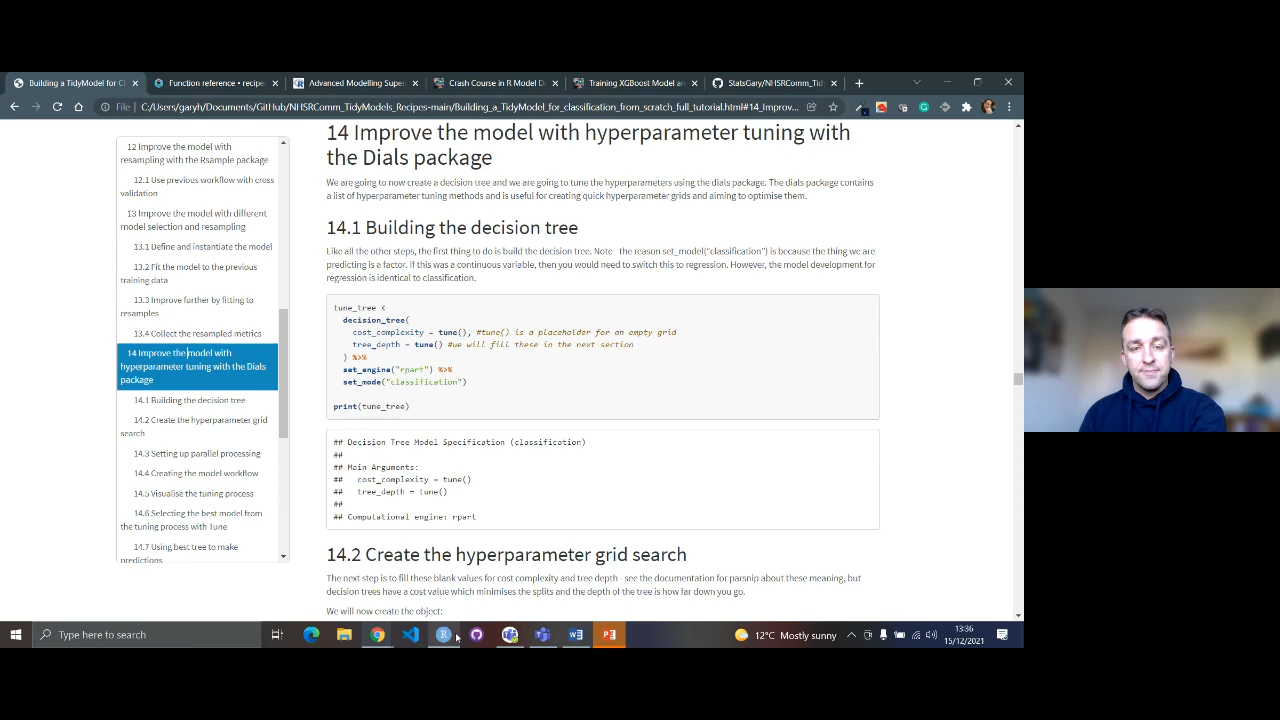 Building a TidyModel for Cl
Function reference • recipe
Advanced Modelling Super
Crash Course in R Model De
Training XGBoost Model an
StatsGary/NHSRComm_Tidy
File
C:/Users/garyh/Documents/GitHub/NHSRComm_TidyModels_Recipes-main/Building_a_TidyModel_for_classification_from_scratch_full_tutorial.html#14_Improv...
12 Improve the model with
resampling with the Rsample package
12.1 Use previous workflow with cross
validation
13 Improve the model with different
model selection and resampling
13.1 Define and instantiate the model
13.2 Fit the model to the previous
training data
13.3 Improve further by fitting to
resamples
13.4 Collect the resampled metrics
14 Improve the model with
hyperparameter tuning with the Dials
package
14.1 Building the decision tree
14.2 Create the hyperparameter grid
search
14.3 Setting up parallel processing
14.4 Creating the model workflow
14.5 Visualise the tuning process
14.6 Selecting the best model from
the tuning process with Tune
14.7 Using best tree to make
predictions
14 Improve the model with hyperparameter tuning with
the Dials package
We are going to now create a decision tree and we are going to tune the hyperparameters using the dials package. The dials package contains
a list of hyperparameter tuning methods and is useful for creating quick hyperparameter grids and aiming to optimise them.
14.1 Building the decision tree
Like all the other steps, the first thing to do is build the decision tree. Note - the reason set_model("classification") is because the thing we are
predicting is a factor. If this was a continuous variable, then you would need to switch this to regression. However, the model development for
regression is identical to classification.
tune_tree <-
decision_tree(
cost_complexity = tune(), #tune() is a placeholder for an empty grid
tree_depth = tune() #we will fill these in the next section
) %>%
set_engine("rpart") %>%
set_mode("classification")
print(tune_tree)
## Decision Tree Model Specification (classification)
##
## Main Arguments:
## cost_complexity = tune()
## tree_depth = tune()
##
## Computational engine: rpart
14.2 Create the hyperparameter grid search
The next step is to fill these blank values for cost complexity and tree depth - see the documentation for parsnip about these meaning, but
decision trees have a cost value which minimises the splits and the depth of the tree is how far down you go.
We will now create the object:
Type here to search
12°C Mostly sunny
13:36
15/12/2021